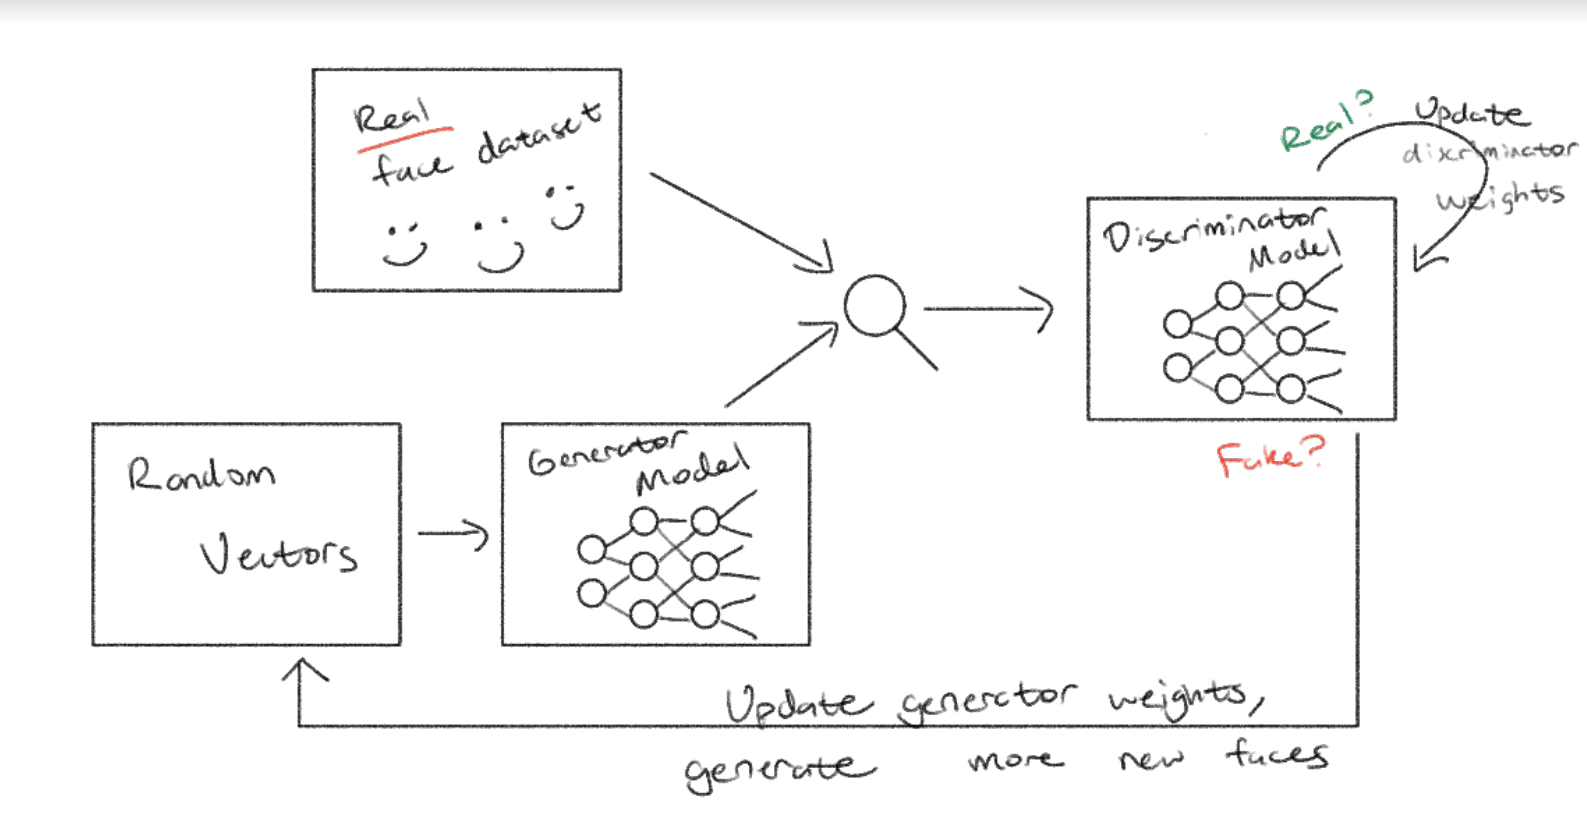 Real
face dataset
Real?
Update
discriminator
weights
Discriminator
Model
Fake?
Random
Vectors
Generator
Model
Update generator weights,
generate more new faces